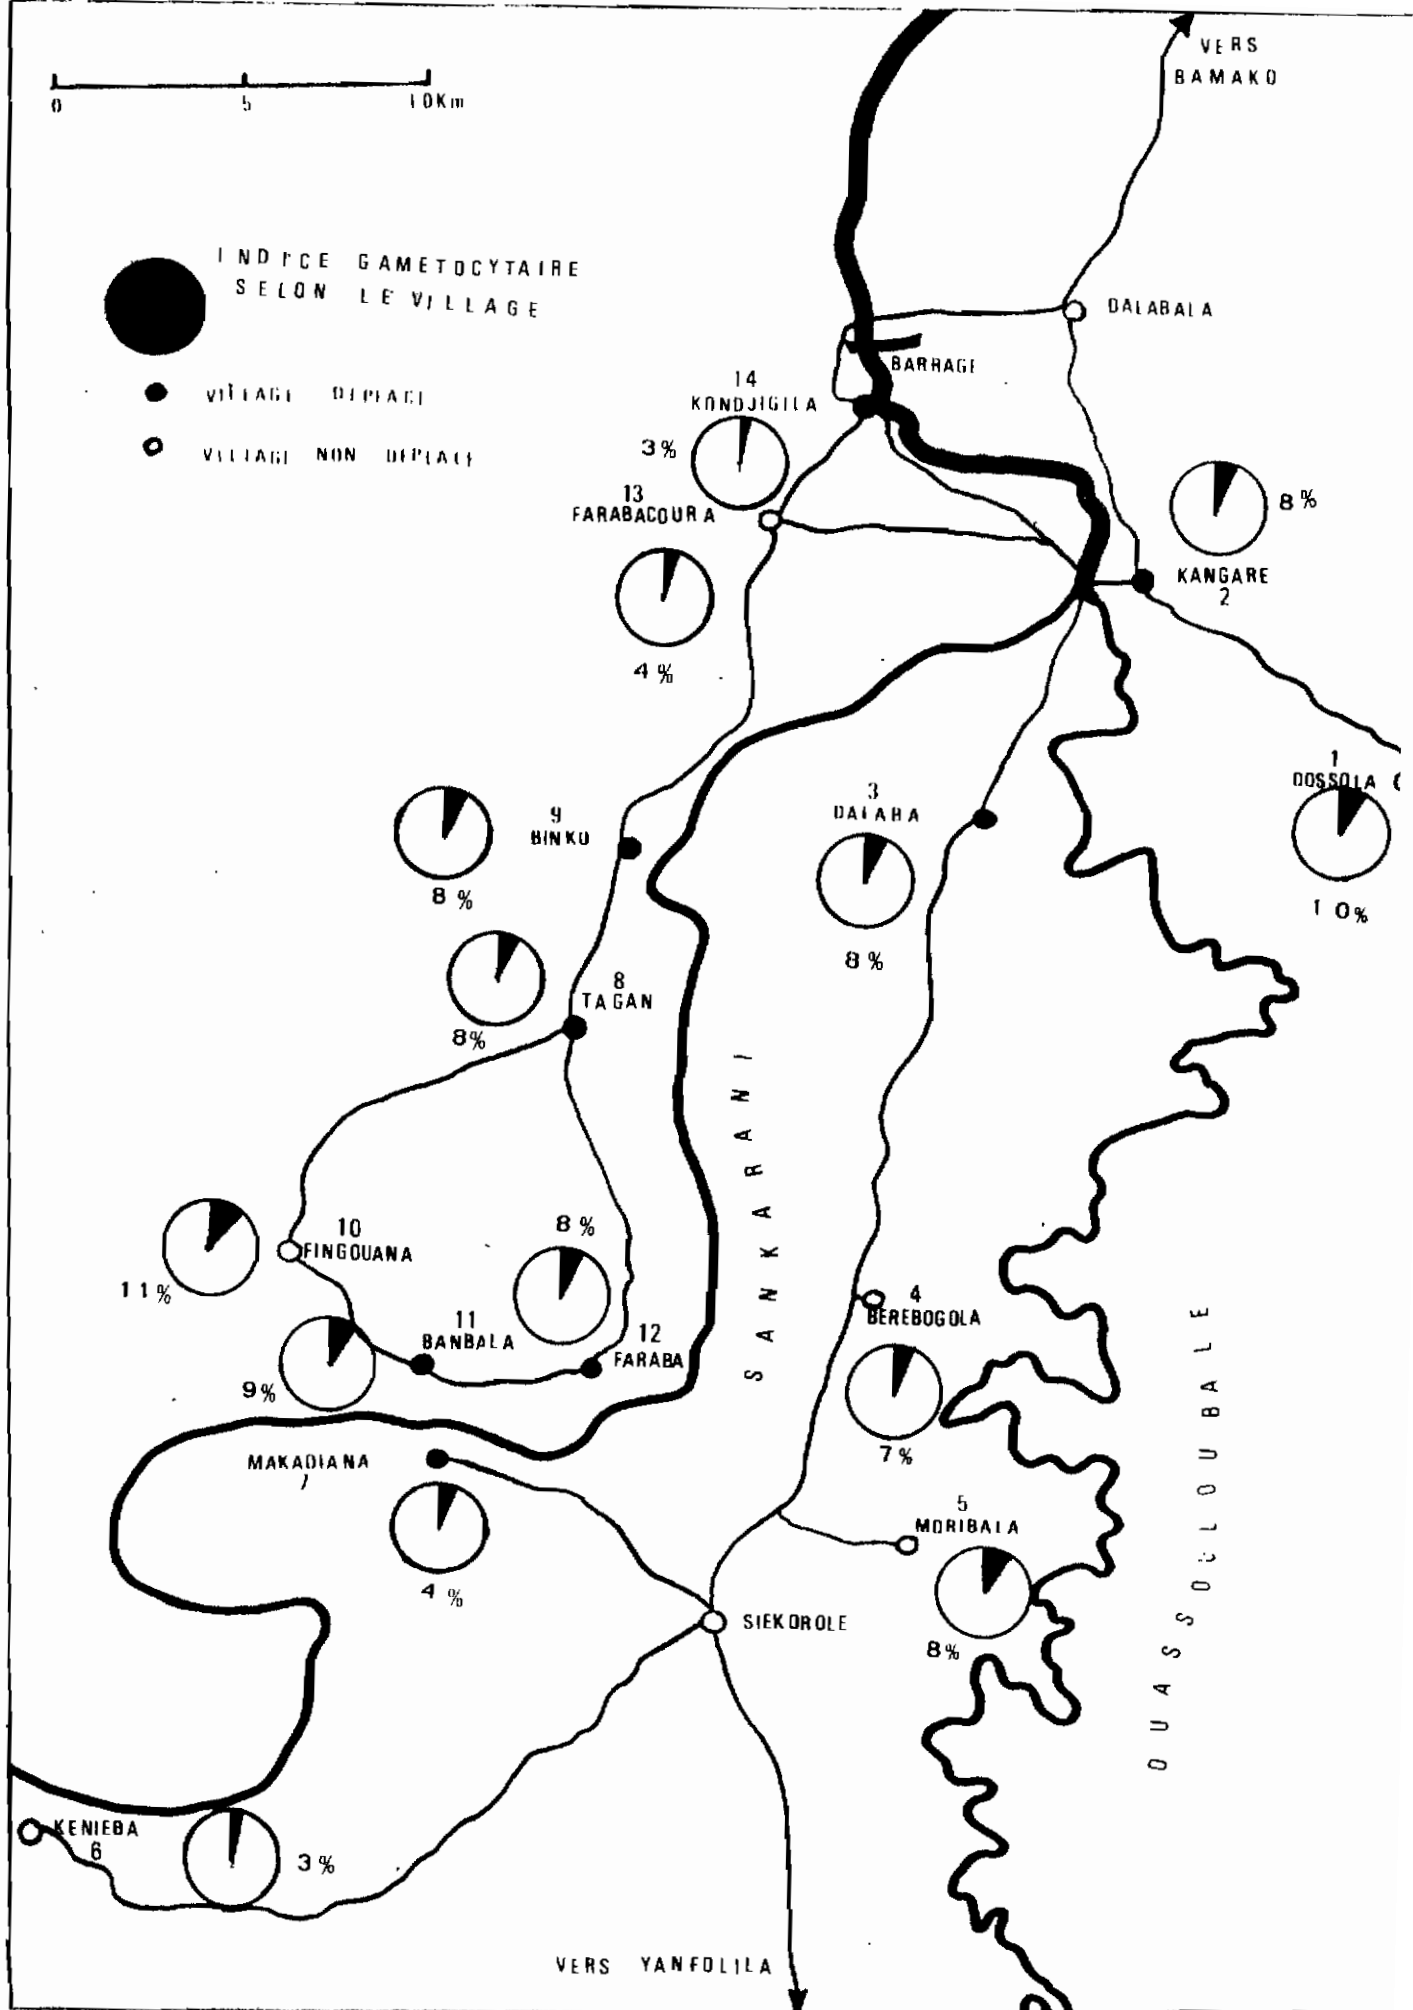 VERS
BAMAKO
0 5 10Km
INDICE GAMETOCYTAIRE
SELON LE VILLAGE
DALABALA
BARRAGE
14
KONDJIGILA
VILLAGE DEPLACE
3%
VILLAGE NON DEPLACE
13
FARABACOURA
8%
KANGARE
2
4%
1
DOSSOLA
3
DALABA
9
BINKO
8%
10%
8%
8
TAGAN
8%
SANKARANI
8%
10
FINGOUANA
11%
4
BEREBOGOLA
11
BANBALA
12
FARABA
9%
OUASSOULOUBALE
7%
MAKADIANA
7
5
MORIBALA
4%
SIEKOROLE
8%
KENIEBA
6
3%
VERS YANFOLILA